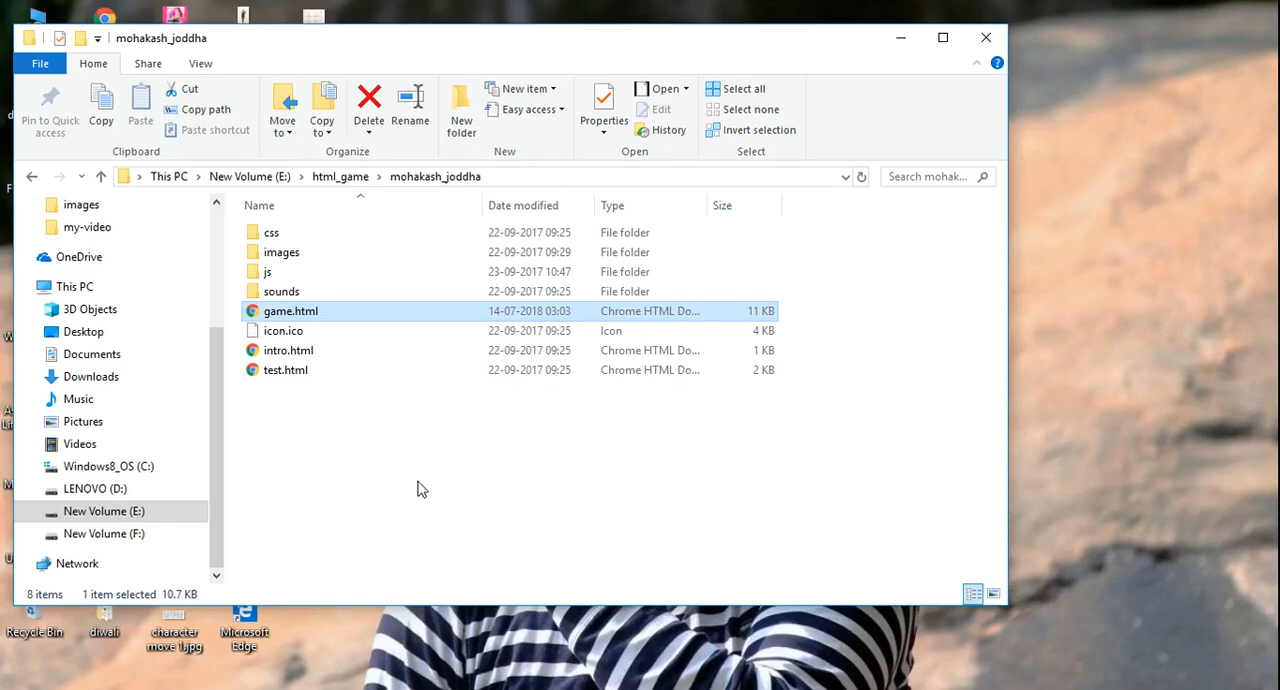 mohakash_joddha
File Home Share View
Pin to Quick access
Copy
Paste
Cut
Copy path
Paste shortcut
Clipboard
Move to
Copy to
Delete
Rename
Organize
New folder
New item
Easy access
New
Properties
Open
Edit
History
Open
Select all
Select none
Invert selection
Select
This PC > New Volume (E:) > html_game > mohakash_joddha
Search mohak...
images
my-video
OneDrive
This PC
3D Objects
Desktop
Documents
Downloads
Music
Pictures
Videos
Windows8_OS (C:)
LENOVO (D:)
New Volume (E:)
New Volume (F:)
Network
Name Date modified Type Size
css 22-09-2017 09:25 File folder
images 22-09-2017 09:29 File folder
js 23-09-2017 10:47 File folder
sounds 22-09-2017 09:25 File folder
game.html 14-07-2018 03:03 Chrome HTML Do... 11 KB
icon.ico 22-09-2017 09:25 Icon 4 KB
intro.html 22-09-2017 09:25 Chrome HTML Do... 1 KB
test.html 22-09-2017 09:25 Chrome HTML Do... 2 KB
8 items 1 item selected 10.7 KB
Recycle Bin
diwali
character
move 1.jpg
Microsoft
Edge